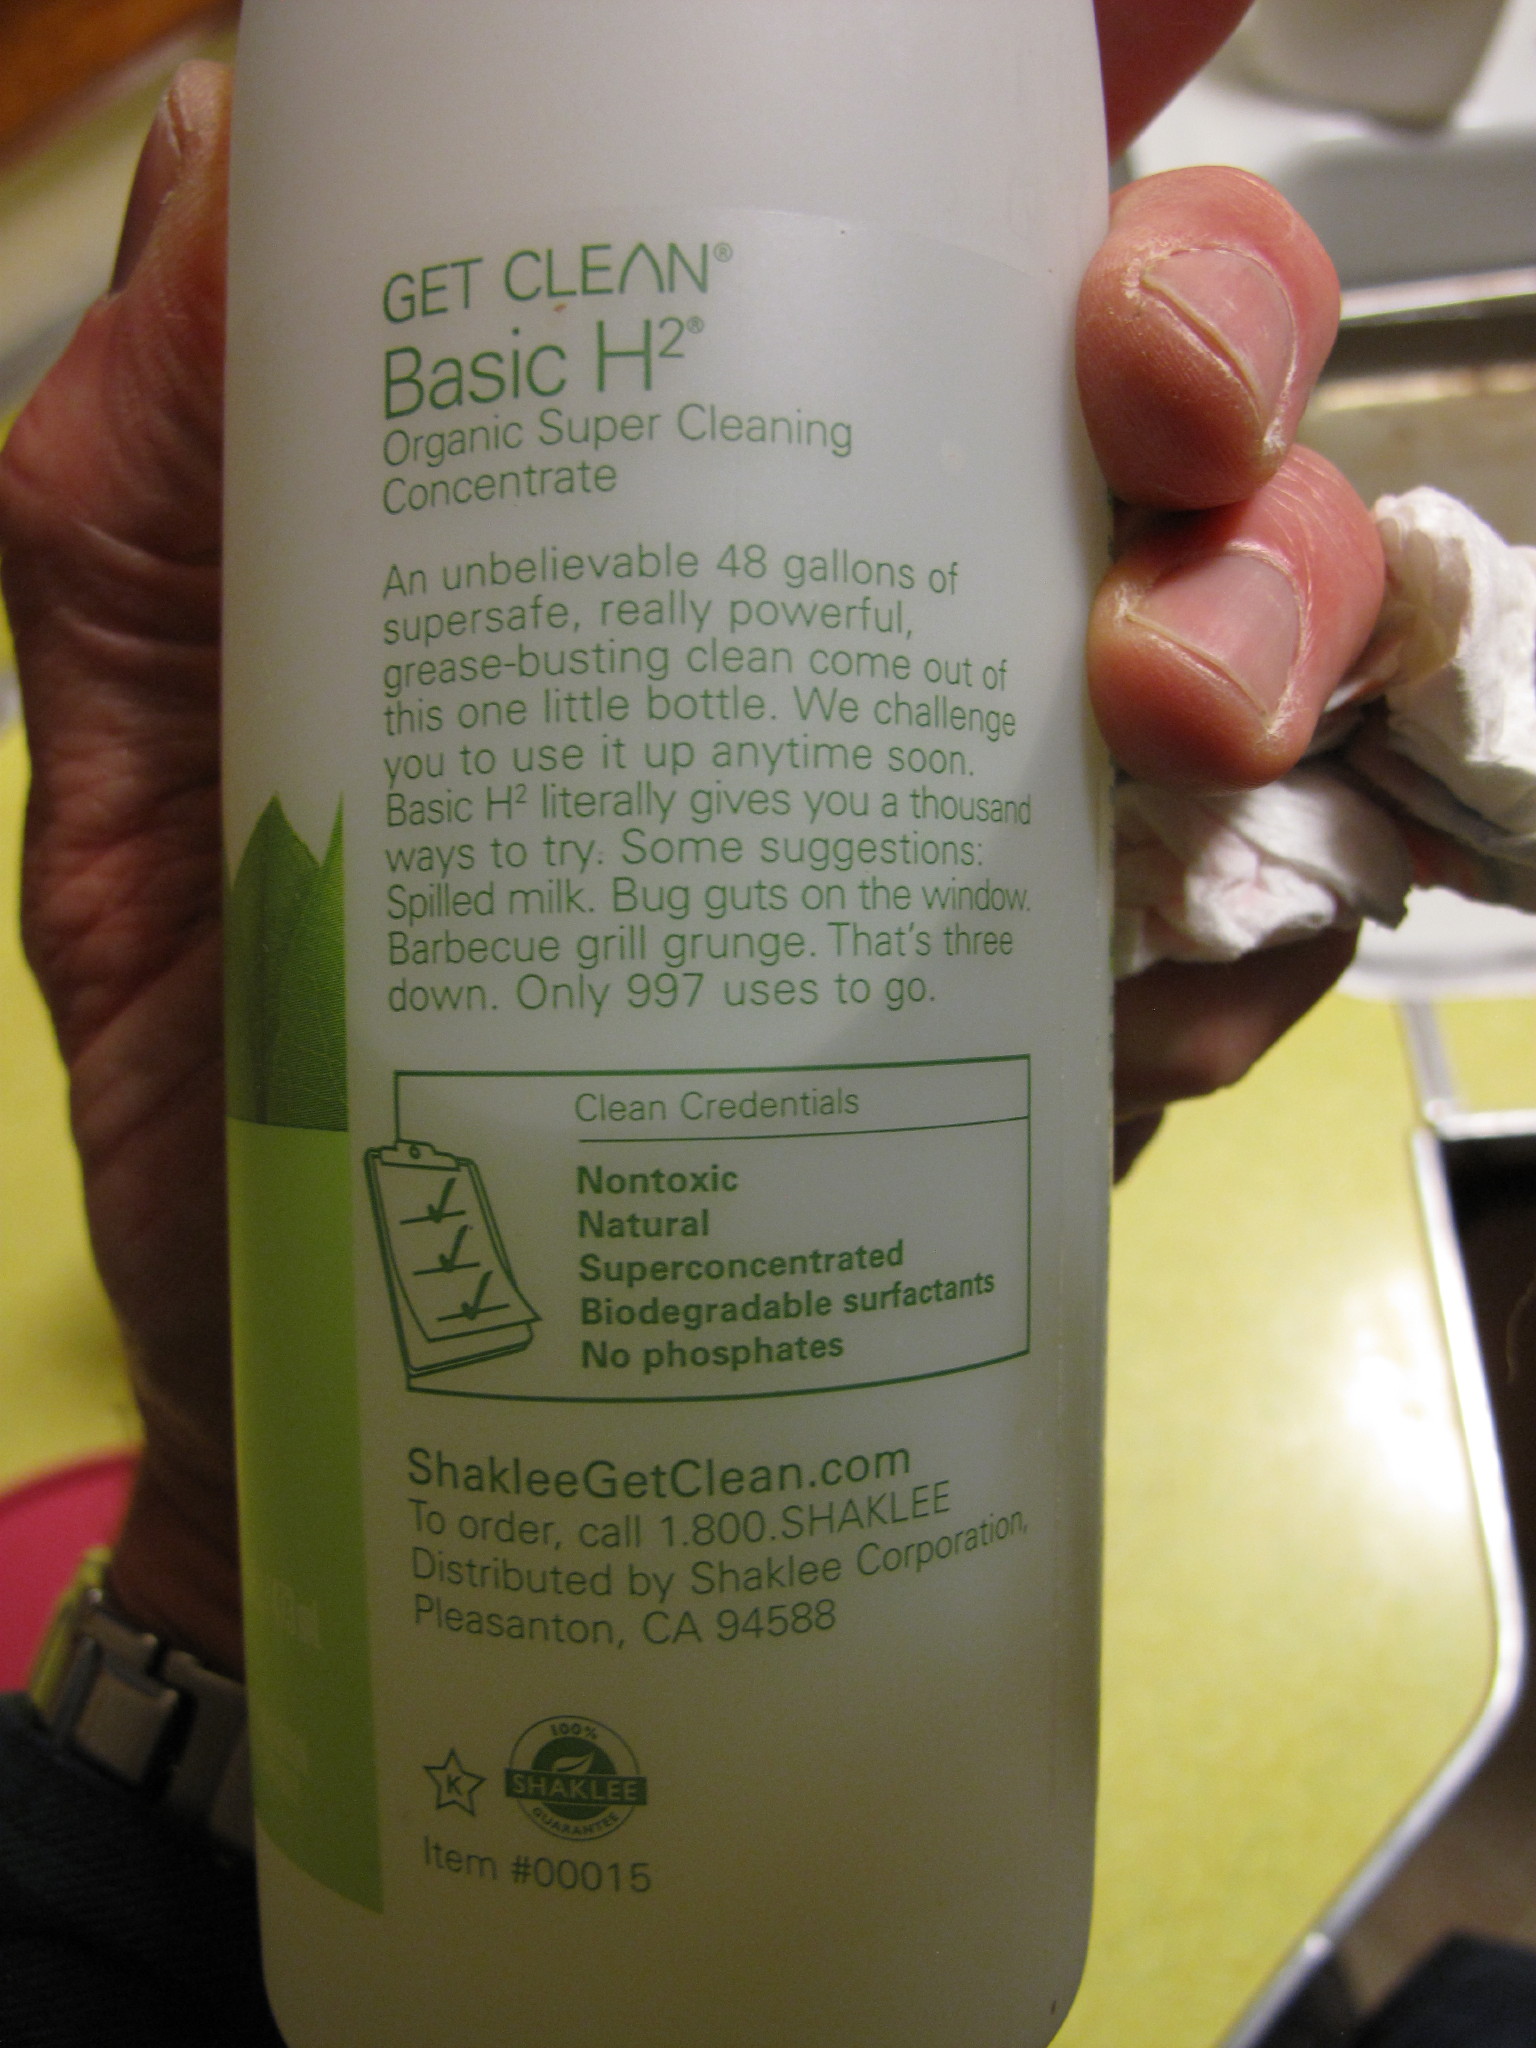 GET CLEAN®
Basic H²®
Organic Super Cleaning
Concentrate
An unbelievable 48 gallons of
supersafe, really powerful,
grease-busting clean come out of
this one little bottle. We challenge
you to use it up anytime soon.
Basic H² literally gives you a thousand
ways to try. Some suggestions:
Spilled milk. Bug guts on the window.
Barbecue grill grunge. That's three
down. Only 997 uses to go.
Clean Credentials
Nontoxic
Natural
Superconcentrated
Biodegradable surfactants
No phosphates
ShakleeGetClean.com
To order, call 1.800.SHAKLEE
Distributed by Shaklee Corporation,
Pleasanton, CA 94588
K
100%
SHAKLEE
GUARANTEE
Item #00015